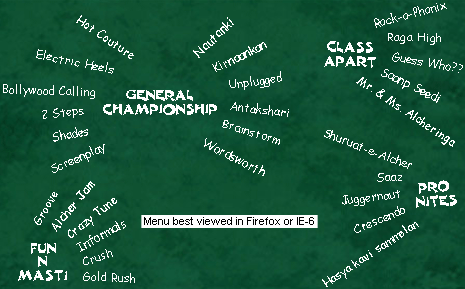 Hot Couture
Electric Heels
Bollywood Calling
2 Steps
Shades
Screenplay
GENERAL
CHAMPIONSHIP
Nautanki
Kirmaankan
Unplugged
Antakshari
Brainstorm
Wordsworth
CLASS
APART
Rock-a-Phonix
Raga High
Guess Who??
Soap Seedi
Mr. & Ms. Alcheringa
Shuruat-e-Alcher
Saaz
Juggernaut
Crescendo
Hasya kavi sammelan
PRO
NITES
Groove
Alcher Jam
Crazy Tune
Informals
Crush
Gold Rush
FUN
N
MASTI
Menu best viewed in Firefox or IE-6